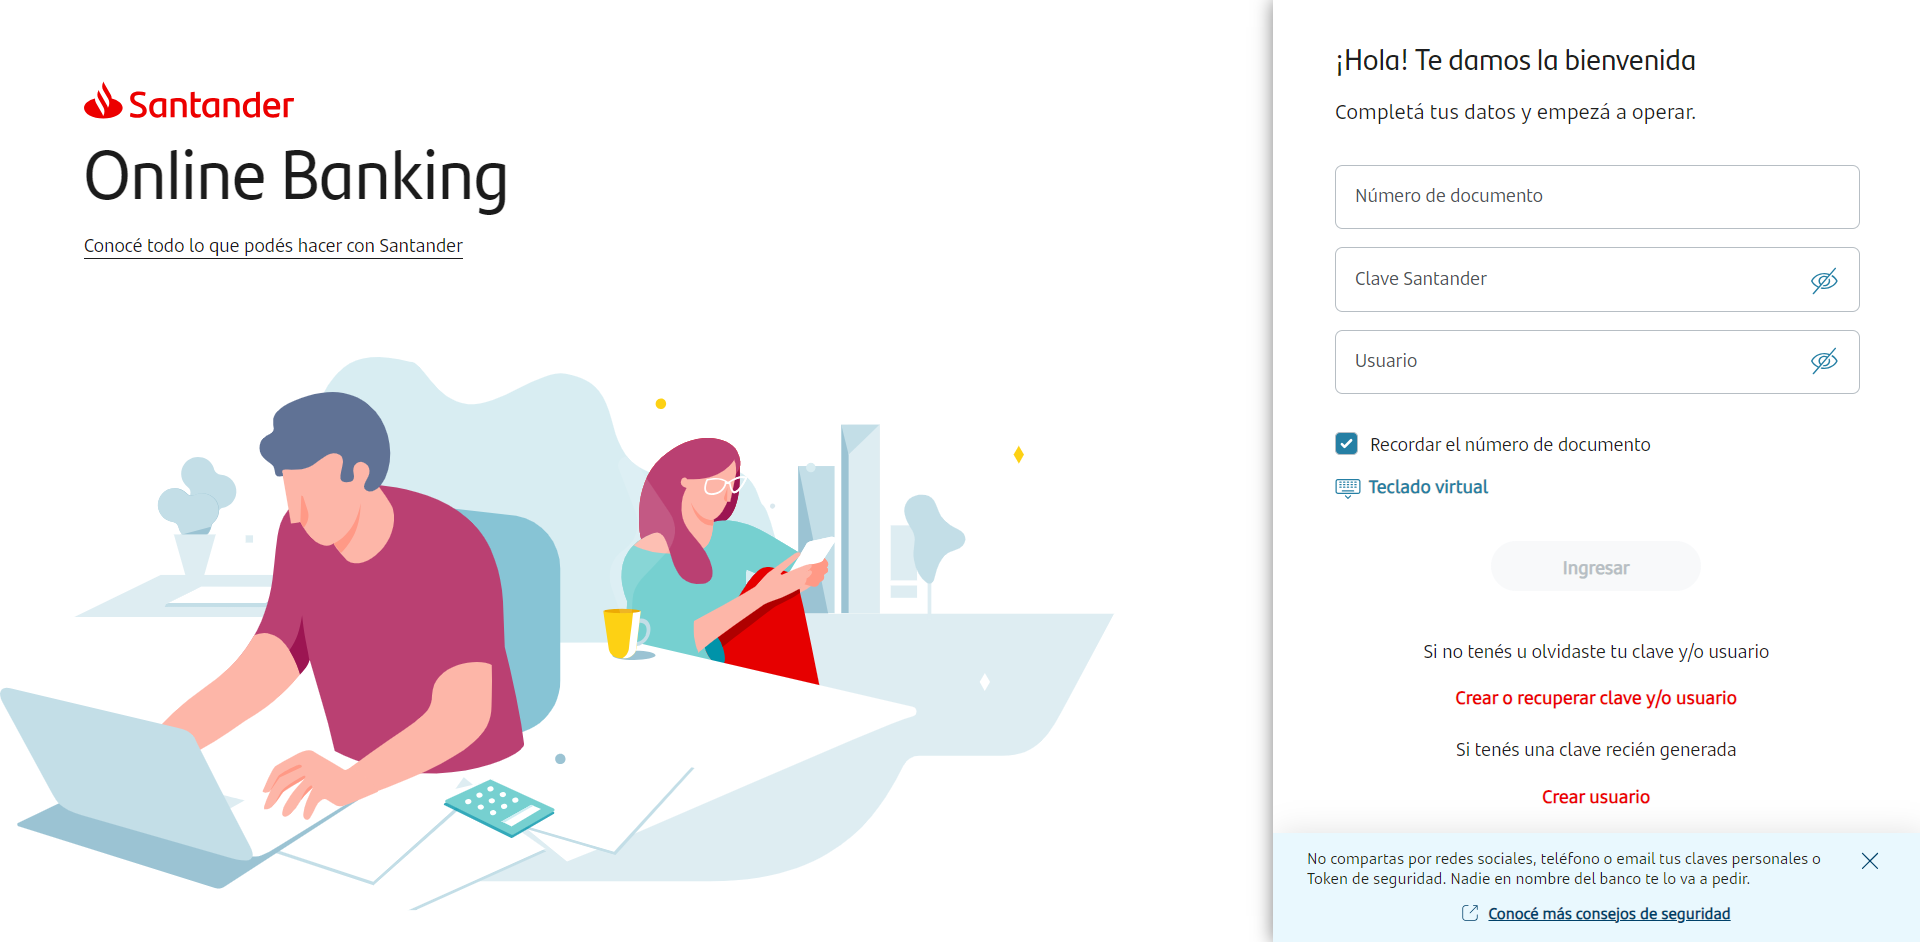 Santander
Online Banking
Conocé todo lo que podés hacer con Santander
¡Hola! Te damos la bienvenida
Completá tus datos y empezá a operar.
Número de documento
Clave Santander
Usuario
Recordar el número de documento
Teclado virtual
Ingresar
Si no tenés u olvidaste tu clave y/o usuario
Crear o recuperar clave y/o usuario
Si tenés una clave recién generada
Crear usuario
No compartas por redes sociales, teléfono o email tus claves personales o
Token de seguridad. Nadie en nombre del banco te lo va a pedir.
Conocé más consejos de seguridad